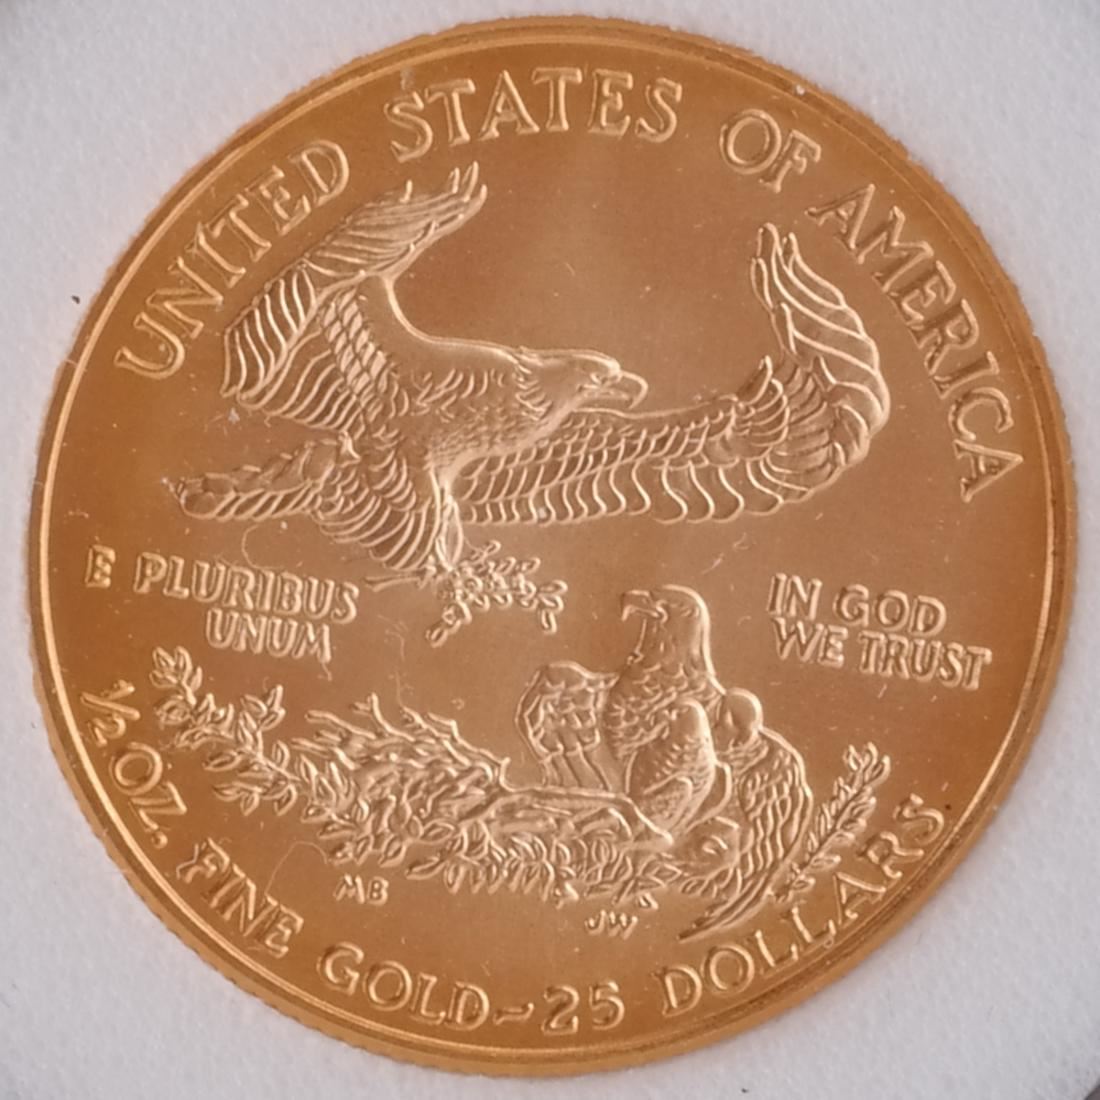 UNITED STATES OF AMERICA
E PLURIBUS
UNUM
IN GOD
WE TRUST
MB
JW
1/2 OZ. FINE GOLD~25 DOLLARS